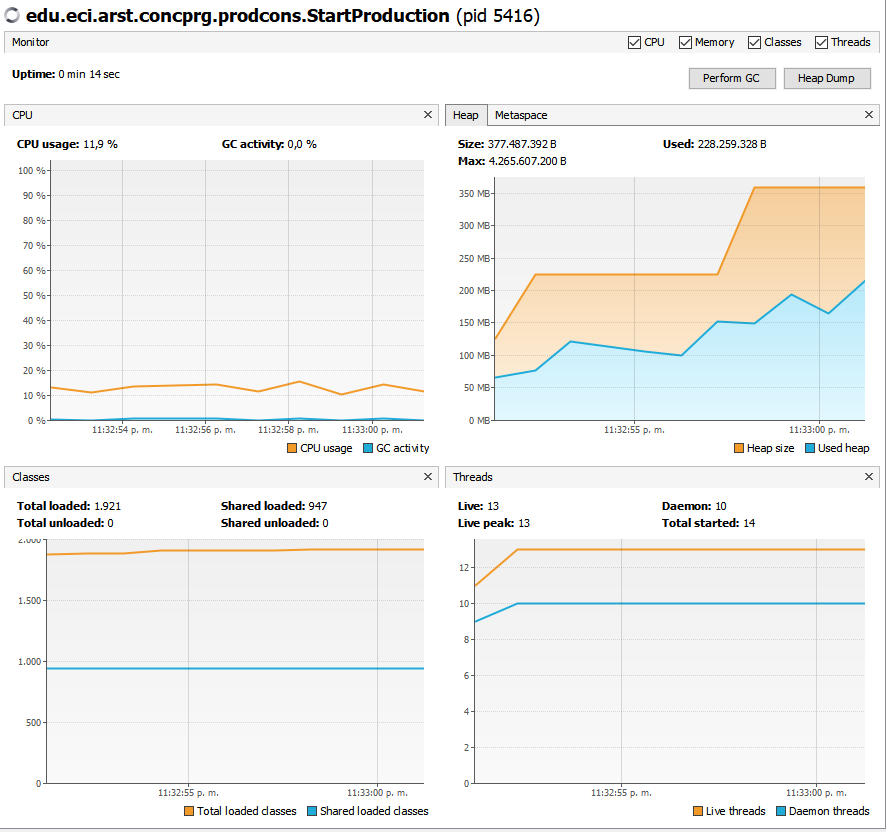 edu.eci.arst.concprg.prodcons.StartProduction (pid 5416)
Monitor
CPU Memory Classes Threads
Uptime: 0 min 14 sec
Perform GC Heap Dump
CPU
CPU usage: 11,9 % GC activity: 0,0 %
100 %
90 %
80 %
70 %
60 %
50 %
40 %
30 %
20 %
10 %
0 %
11:32:54 p. m. 11:32:56 p. m. 11:32:58 p. m. 11:33:00 p. m.
CPU usage GC activity
Heap Metaspace
Size: 377.487.392 B Used: 228.259.328 B
Max: 4.265.607.200 B
350 MB
300 MB
250 MB
200 MB
150 MB
100 MB
50 MB
0 MB
11:32:55 p. m. 11:33:00 p. m.
Heap size Used heap
Classes
Total loaded: 1.921 Shared loaded: 947
Total unloaded: 0 Shared unloaded: 0
2.000
1.500
1.000
500
0
11:32:55 p. m. 11:33:00 p. m.
Total loaded classes Shared loaded classes
Threads
Live: 13 Daemon: 10
Live peak: 13 Total started: 14
12
10
8
6
4
2
0
11:32:55 p. m. 11:33:00 p. m.
Live threads Daemon threads